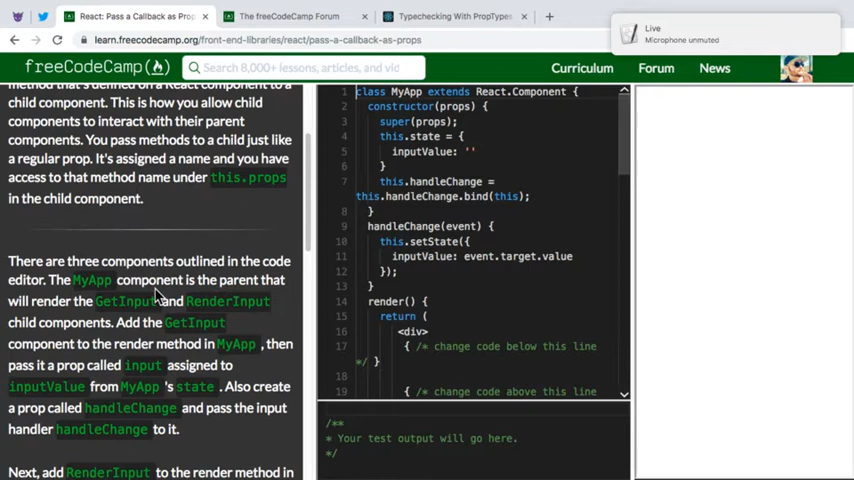 React: Pass a Callback as Prop
The freeCodeCamp Forum
Typechecking With PropTypes
Live
Microphone unmuted
learn.freecodecamp.org/front-end-libraries/react/pass-a-callback-as-props
freeCodeCamp
Search 8,000+ lessons, articles, and vid
Curriculum
Forum
News
method that's defined on a React component to a
child component. This is how you allow child
components to interact with their parent
components. You pass methods to a child just like
a regular prop. It's assigned a name and you have
access to that method name under this.props
in the child component.
There are three components outlined in the code
editor. The MyApp component is the parent that
will render the GetInput and RenderInput
child components. Add the GetInput
component to the render method in MyApp , then
pass it a prop called input assigned to
inputValue from MyApp 's state . Also create
a prop called handleChange and pass the input
handler handleChange to it.
Next, add RenderInput to the render method in
1 class MyApp extends React.Component {
2 constructor(props) {
3 super(props);
4 this.state = {
5 inputValue: ''
6 }
7 this.handleChange =
this.handleChange.bind(this);
8 }
9 handleChange(event) {
10 this.setState({
11 inputValue: event.target.value
12 });
13 }
14 render() {
15 return (
16 <div>
17 { /* change code below this line
*/ }
18
19 { /* change code above this line
/**
* Your test output will go here.
*/